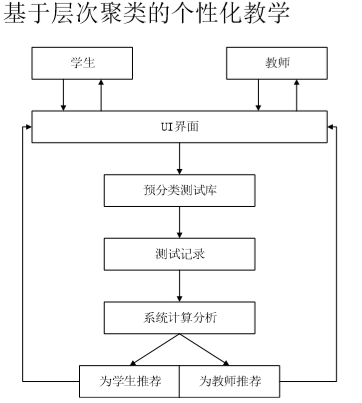 基于层次聚类的个性化教学
学生
教师
UI界面
预分类测试库
测试记录
系统计算分析
为学生推荐
为教师推荐